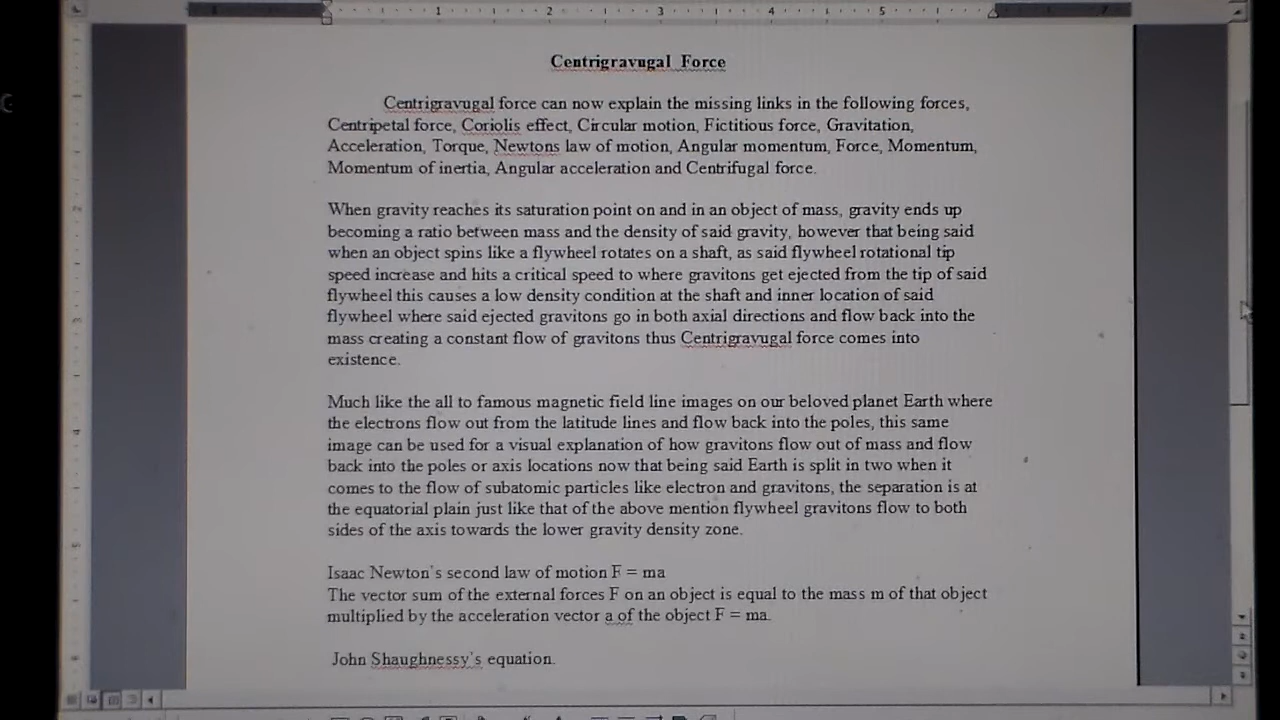 Centrigravugal Force
Centrigravugal force can now explain the missing links in the following forces,
Centripetal force, Coriolis effect, Circular motion, Fictitious force, Gravitation,
Acceleration, Torque, Newtons law of motion, Angular momentum, Force, Momentum,
Momentum of inertia, Angular acceleration and Centrifugal force.
When gravity reaches its saturation point on and in an object of mass, gravity ends up
becoming a ratio between mass and the density of said gravity, however that being said
when an object spins like a flywheel rotates on a shaft, as said flywheel rotational tip
speed increase and hits a critical speed to where gravitons get ejected from the tip of said
flywheel this causes a low density condition at the shaft and inner location of said
flywheel where said ejected gravitons go in both axial directions and flow back into the
mass creating a constant flow of gravitons thus Centrigravugal force comes into
existence.
Much like the all to famous magnetic field line images on our beloved planet Earth where
the electrons flow out from the latitude lines and flow back into the poles, this same
image can be used for a visual explanation of how gravitons flow out of mass and flow
back into the poles or axis locations now that being said Earth is split in two when it
comes to the flow of subatomic particles like electron and gravitons, the separation is at
the equatorial plain just like that of the above mention flywheel gravitons flow to both
sides of the axis towards the lower gravity density zone.
Isaac Newton's second law of motion F = ma
The vector sum of the external forces F on an object is equal to the mass m of that object
multiplied by the acceleration vector a of the object F = ma.
John Shaughnessy's equation.